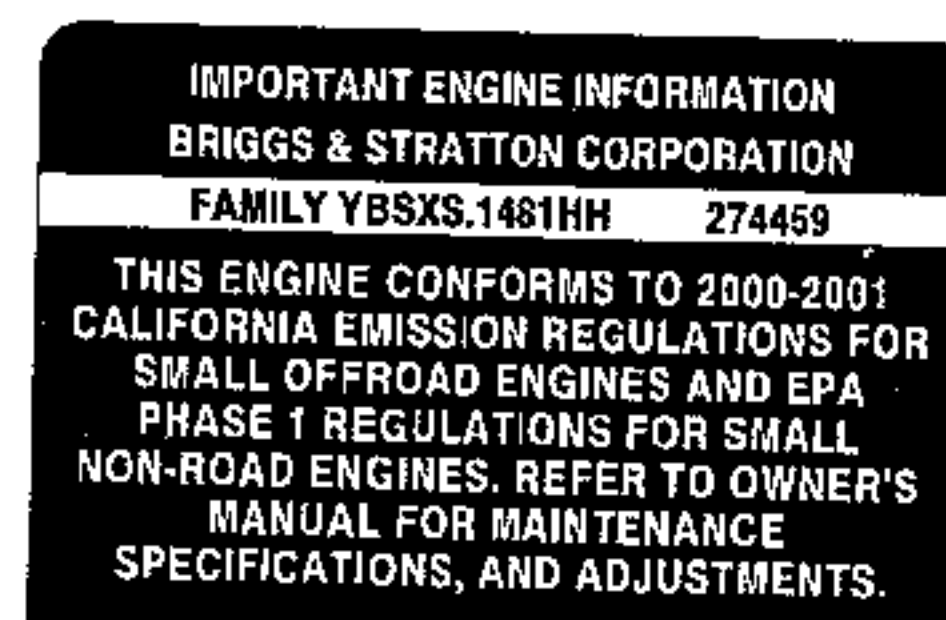 IMPORTANT ENGINE INFORMATION
BRIGGS & STRATTON CORPORATION
FAMILY YBSXS.1481HH 274459
THIS ENGINE CONFORMS TO 2000-2001
CALIFORNIA EMISSION REGULATIONS FOR
SMALL OFFROAD ENGINES AND EPA
PHASE 1 REGULATIONS FOR SMALL
NON-ROAD ENGINES. REFER TO OWNER'S
MANUAL FOR MAINTENANCE
SPECIFICATIONS, AND ADJUSTMENTS.